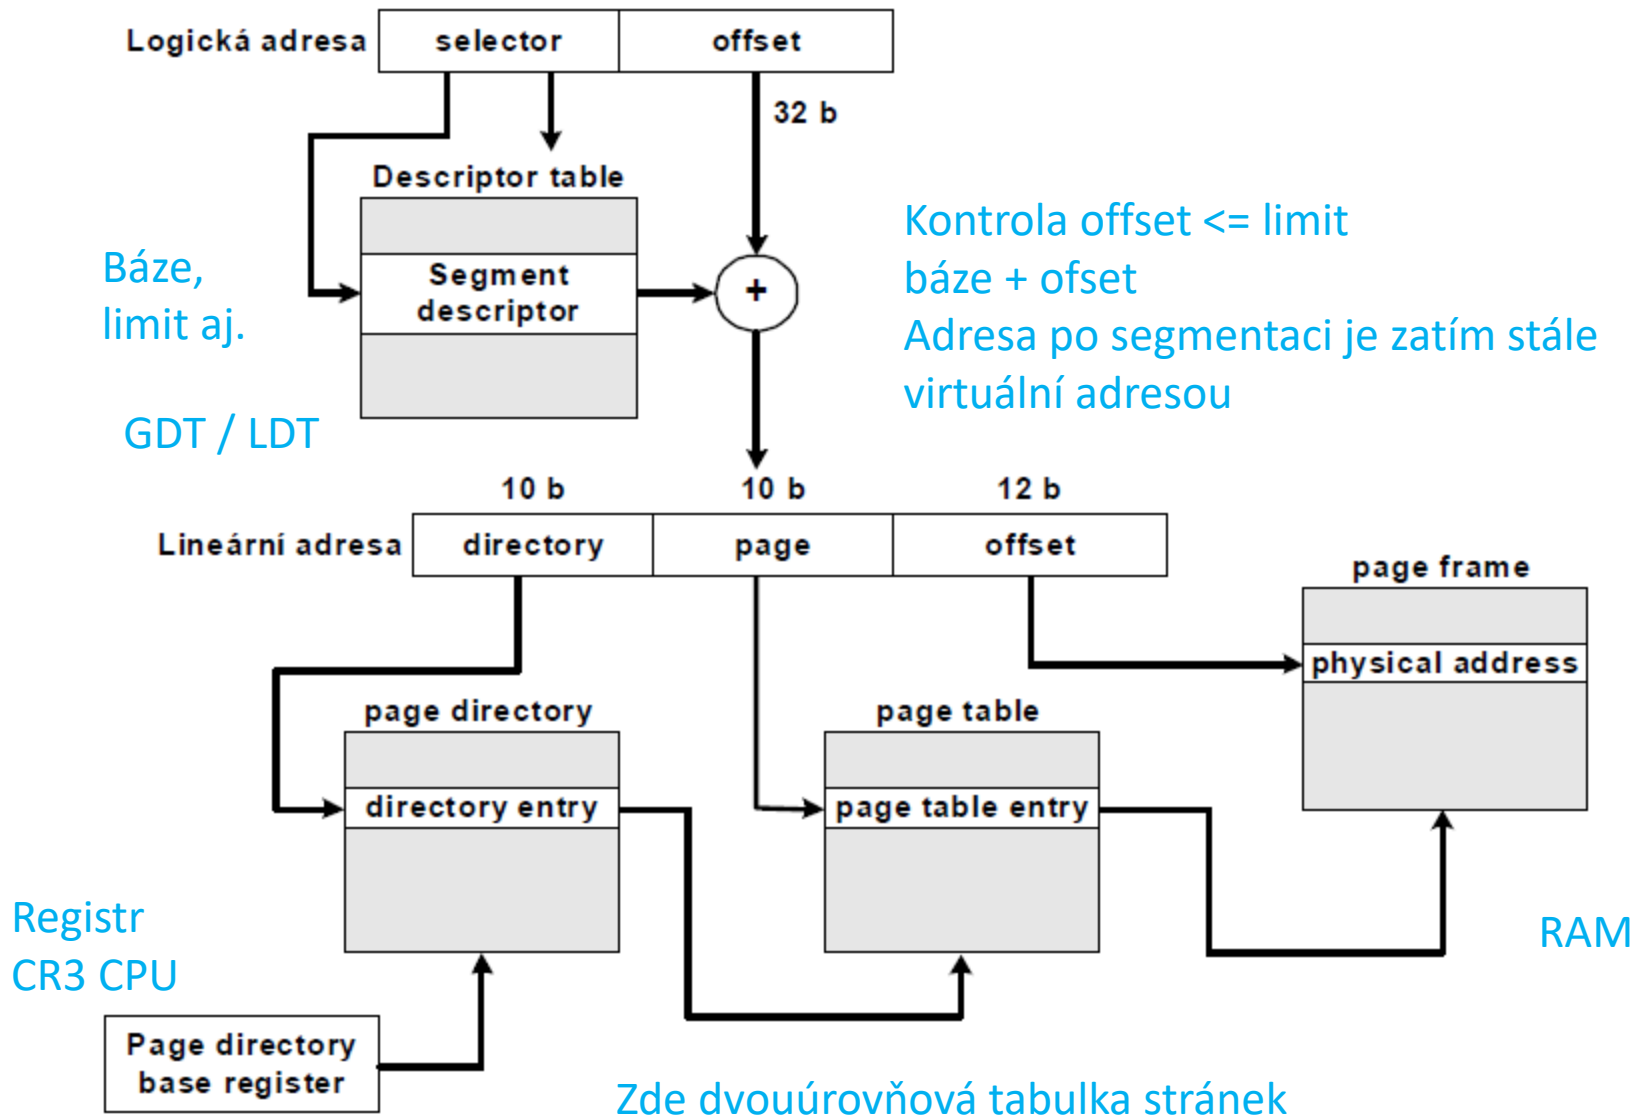 Logická adresa
selector
offset
32 b
Descriptor table
Segment
descriptor
+
Báze,
limit aj.
GDT / LDT
Kontrola offset <= limit
báze + ofset
Adresa po segmentaci je zatím stále
virtuální adresou
10 b
10 b
12 b
Lineární adresa
directory
page
offset
page frame
physical address
page directory
directory entry
page table
page table entry
Registr
CR3 CPU
RAM
Page directory
base register
Zde dvouúrovňová tabulka stránek